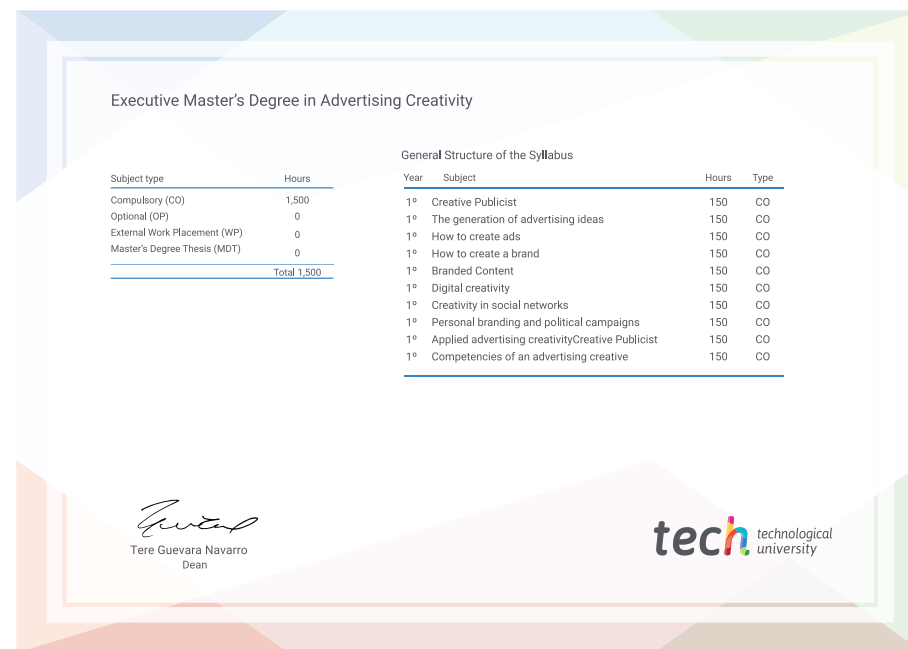 Executive Master's Degree in Advertising Creativity
Subject type Hours
Compulsory (CO) 1,500
Optional (OP) 0
External Work Placement (WP) 0
Master's Degree Thesis (MDT) 0
Total 1,500
General Structure of the Syllabus
Year Subject Hours Type
1º Creative Publicist 150 CO
1º The generation of advertising ideas 150 CO
1º How to create ads 150 CO
1º How to create a brand 150 CO
1º Branded Content 150 CO
1º Digital creativity 150 CO
1º Creativity in social networks 150 CO
1º Personal branding and political campaigns 150 CO
1º Applied advertising creativityCreative Publicist 150 CO
1º Competencies of an advertising creative 150 CO
Tere Guevara Navarro
Dean
tech technological
university